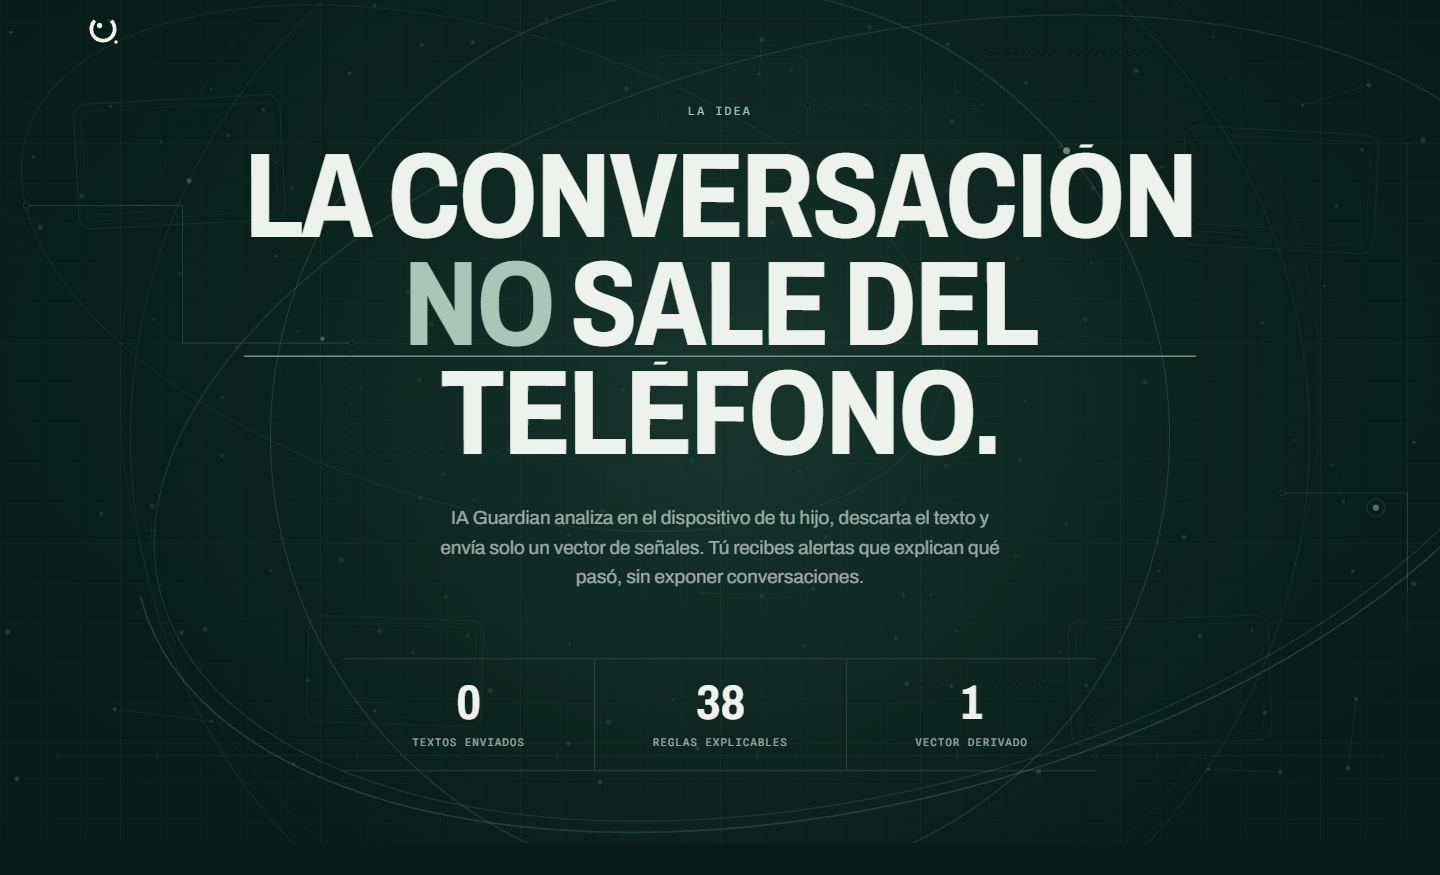 LA IDEA
LA CONVERSACIÓN
NO SALE DEL
TELÉFONO.
IA Guardian analiza en el dispositivo de tu hijo, descarta el texto y
envía solo un vector de señales. Tú recibes alertas que explican qué
pasó, sin exponer conversaciones.
0
TEXTOS ENVIADOS
38
REGLAS EXPLICABLES
1
VECTOR DERIVADO